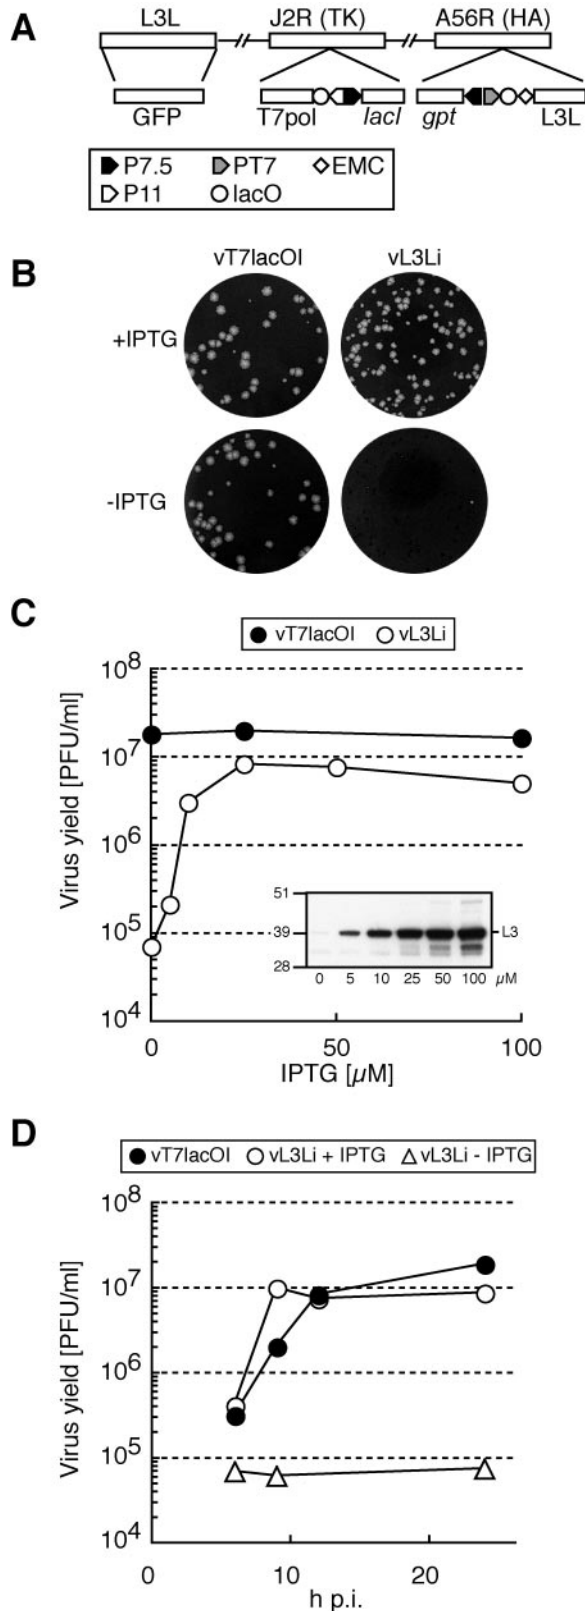 A
L3L
J2R (TK)
A56R (HA)
GFP
T7pol
lacI
gpt
L3L
P7.5
PT7
EMC
P11
lacO
B
vT7lacOI
vL3Li
+IPTG
-IPTG
C
vT7lacOI
vL3Li
10^8
10^7
10^6
10^5
10^4
Virus yield [PFU/ml]
51
39
28
L3
0 5 10 25 50 100 µM
0 50 100
IPTG [µM]
D
vT7lacOI
vL3Li + IPTG
vL3Li - IPTG
10^8
10^7
10^6
10^5
10^4
Virus yield [PFU/ml]
0 10 20
h p.i.